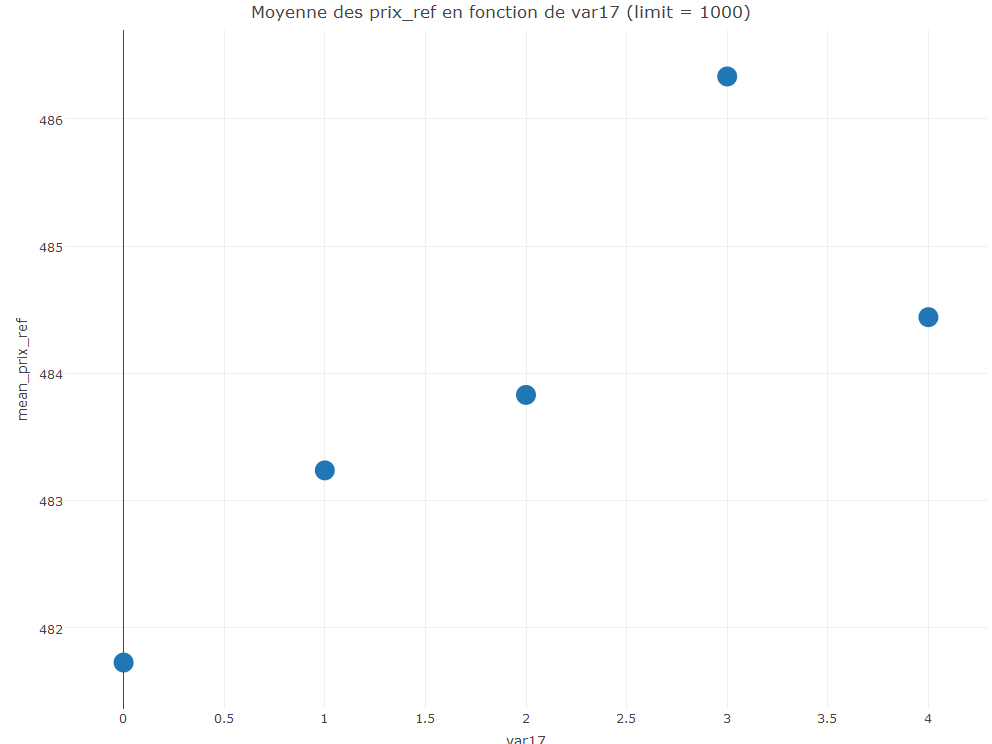 Moyenne des prix_ref en fonction de var17 (limit = 1000)
486
485
484
483
482
mean_prix_ref
0 0.5 1 1.5 2 2.5 3 3.5 4
var17